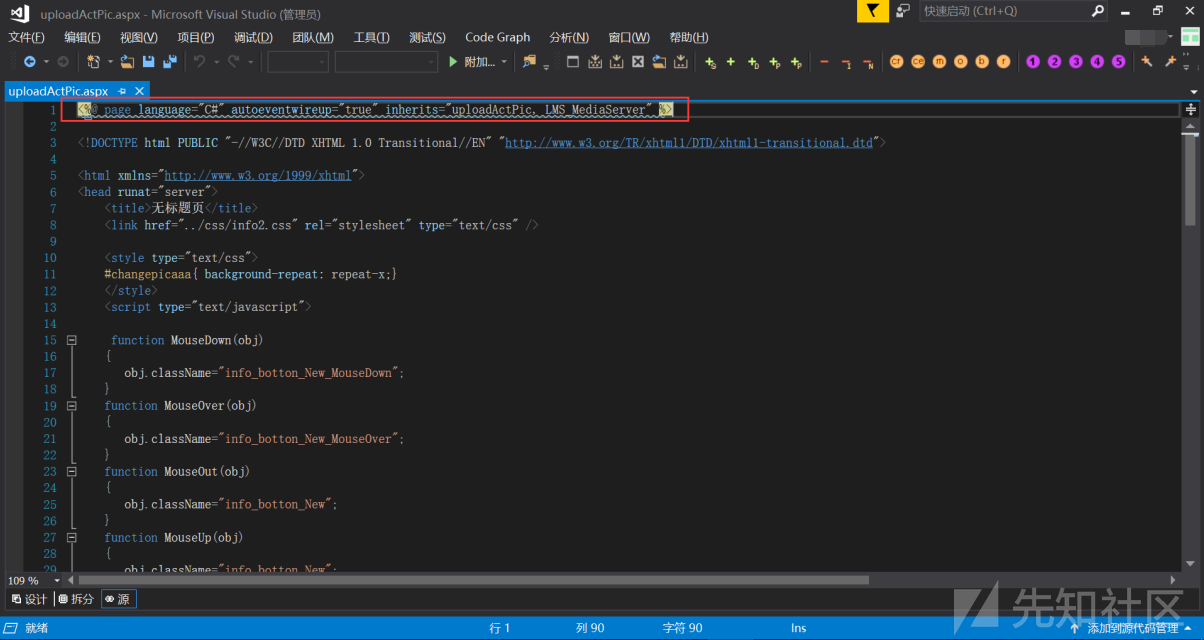 uploadActPic.aspx - Microsoft Visual Studio (管理员)
快速启动 (Ctrl+Q)
文件(F) 编辑(E) 视图(V) 项目(P) 调试(D) 团队(M) 工具(T) 测试(S) Code Graph 分析(N) 窗口(W) 帮助(H)
附加...
cr ce m o b r 1 2 3 4 5
uploadActPic.aspx
1 <%@ page language="C#" autoeventwireup="true" inherits="uploadActPic, LMS_MediaServer" %>
2
3 <!DOCTYPE html PUBLIC "-//W3C//DTD XHTML 1.0 Transitional//EN" "http://www.w3.org/TR/xhtml1/DTD/xhtml1-transitional.dtd">
4
5 <html xmlns="http://www.w3.org/1999/xhtml">
6 <head runat="server">
7 <title>无标题页</title>
8 <link href="../css/info2.css" rel="stylesheet" type="text/css" />
9
10 <style type="text/css">
11 #changepicaaa{ background-repeat: repeat-x;}
12 </style>
13 <script type="text/javascript">
14
15 function MouseDown(obj)
16 {
17 obj.className="info_botton_New_MouseDown";
18 }
19 function MouseOver(obj)
20 {
21 obj.className="info_botton_New_MouseOver";
22 }
23 function MouseOut(obj)
24 {
25 obj.className="info_botton_New";
26 }
27 function MouseUp(obj)
28 {
29 obj.className="info_botton_New";
109 %
设计 拆分 源
先知社区
就绪 行 1 列 90 字符 90 Ins 添加到源代码管理